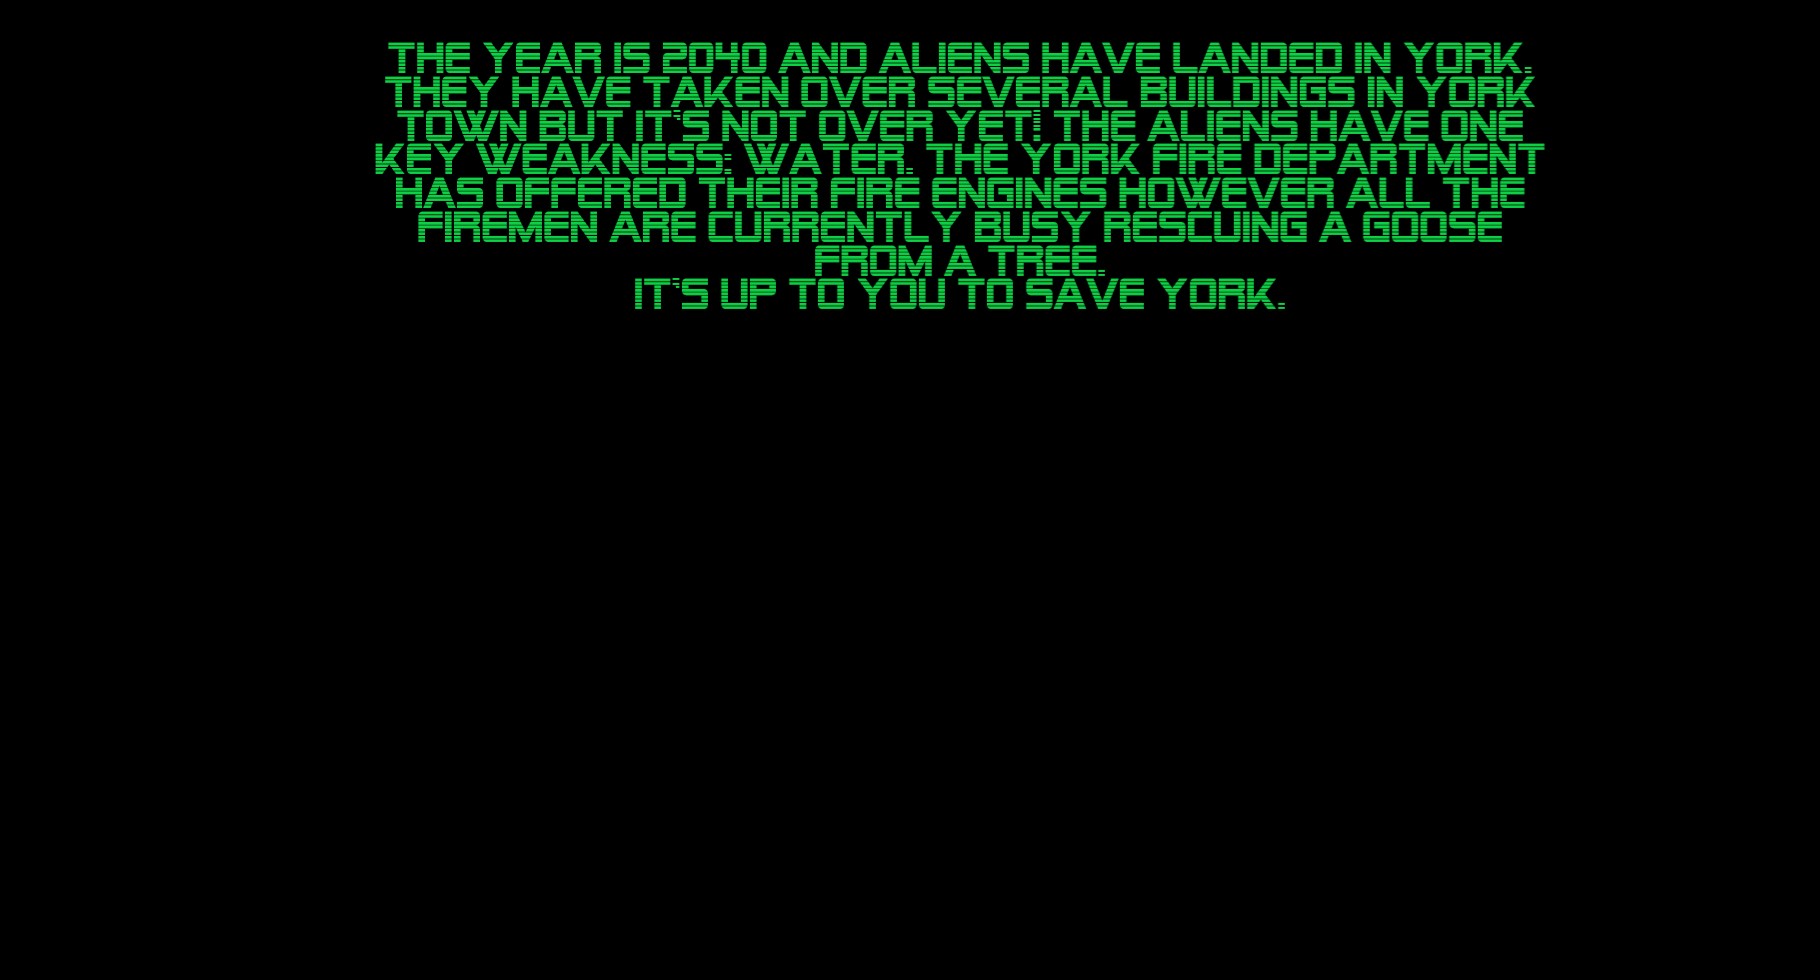 THE YEAR IS 2040 AND ALIENS HAVE LANDED IN YORK.
THEY HAVE TAKEN OVER SEVERAL BUILDINGS IN YORK
TOWN BUT IT'S NOT OVER YET! THE ALIENS HAVE ONE
KEY WEAKNESS: WATER. THE YORK FIRE DEPARTMENT
HAS OFFERED THEIR FIRE ENGINES HOWEVER ALL THE
FIREMEN ARE CURRENTLY BUSY RESCUING A GOOSE
FROM A TREE.
IT'S UP TO YOU TO SAVE YORK.